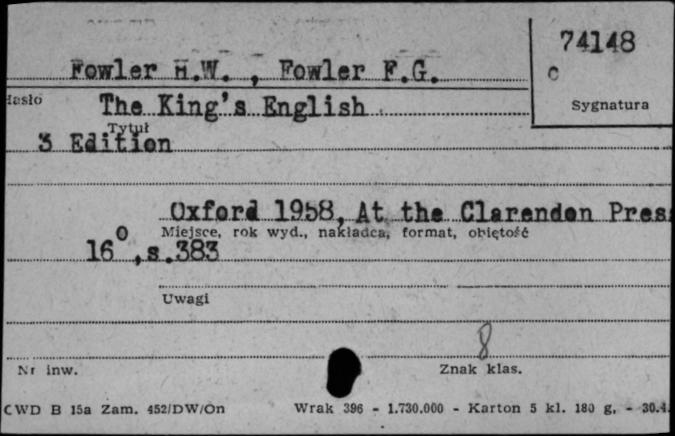 74148
Fowler H.W. , Fowler F.G.
C
Hasło
The King's English
Sygnatura
Tytuł
3 Edition
Oxford 1958, At the Clarendon Press
Miejsce, rok wyd., nakładca, format, objętość
16⁰,s.383
Uwagi
8
Nr inw.
Znak klas.
CWD B 15a Zam. 452/DW/On
Wrak 396 - 1.730.000 - Karton 5 kl. 180 g. - 30.4.